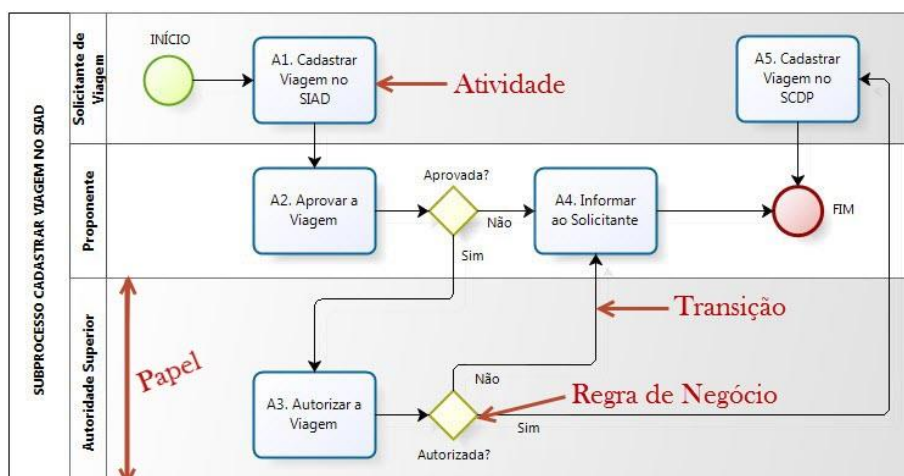 SUBPROCESSO CADASTRAR VIAGEM NO SIAD
Solicitante de
Viagem
INÍCIO
A1. Cadastrar
Viagem no
SIAD
Atividade
A5. Cadastrar
Viagem no
SCDP
Proponente
A2. Aprovar a
Viagem
Aprovada?
Não
Sim
A4. Informar
ao Solicitante
FIM
Autoridade Superior
Papel
A3. Autorizar a
Viagem
Não
Sim
Autorizada?
Transição
Regra de Negócio